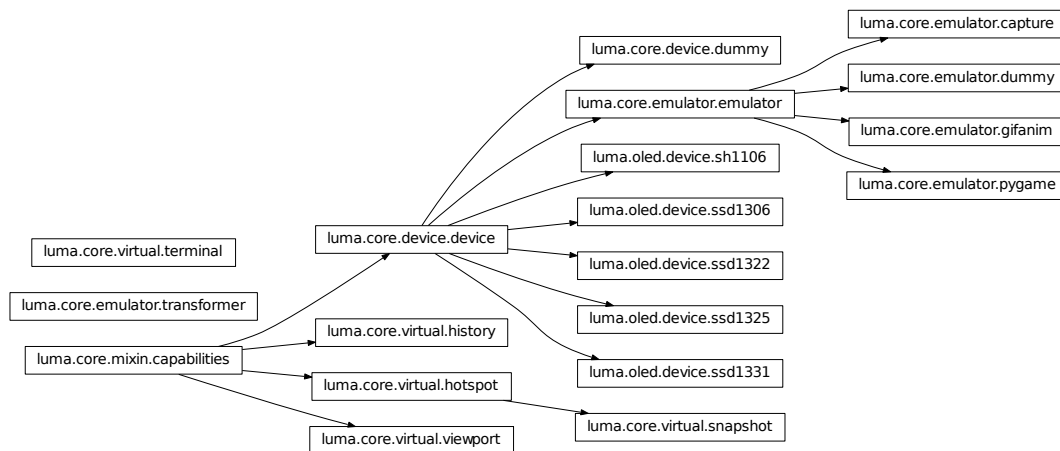 luma.core.emulator.capture
luma.core.device.dummy
luma.core.emulator.dummy
luma.core.emulator.emulator
luma.core.emulator.gifanim
luma.oled.device.sh1106
luma.core.emulator.pygame
luma.oled.device.ssd1306
luma.core.device.device
luma.core.virtual.terminal
luma.oled.device.ssd1322
luma.core.emulator.transformer
luma.oled.device.ssd1325
luma.core.virtual.history
luma.core.mixin.capabilities
luma.oled.device.ssd1331
luma.core.virtual.hotspot
luma.core.virtual.snapshot
luma.core.virtual.viewport